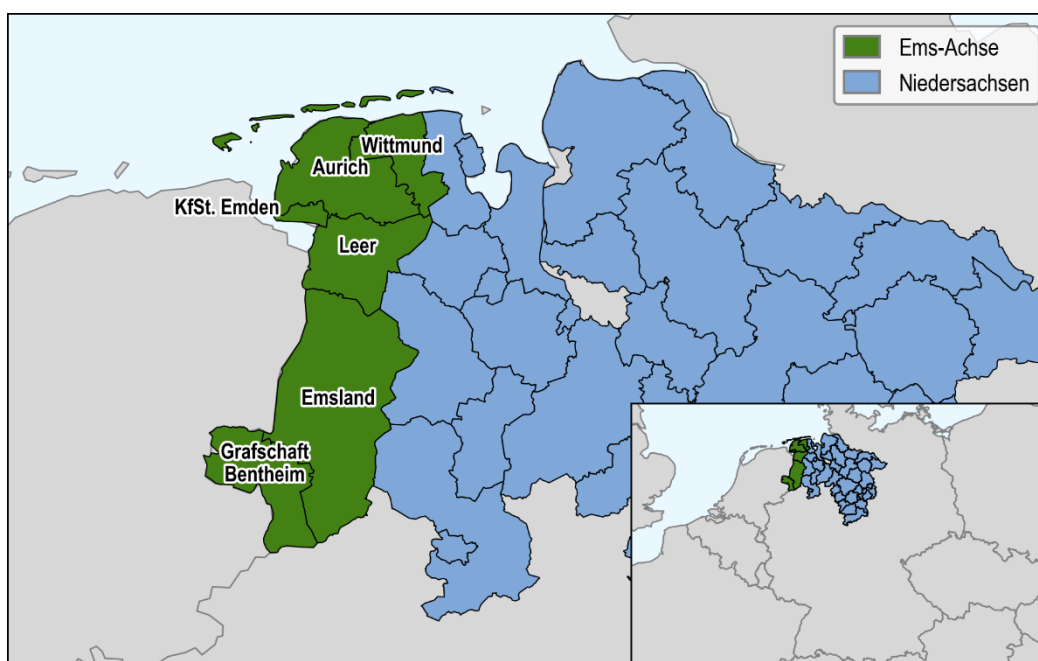 Ems-Achse
Niedersachsen
Wittmund
Aurich
KfSt. Emden
Leer
Emsland
Grafschaft
Bentheim